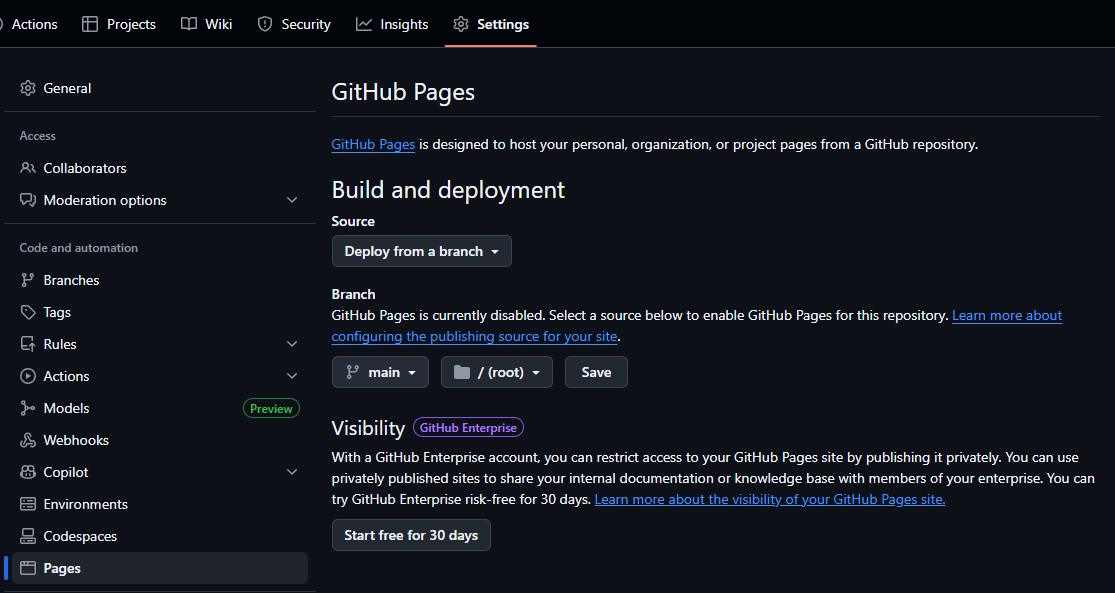 Actions
Projects
Wiki
Security
Insights
Settings
General
Access
Collaborators
Moderation options
Code and automation
Branches
Tags
Rules
Actions
Models
Preview
Webhooks
Copilot
Environments
Codespaces
Pages
GitHub Pages
GitHub Pages is designed to host your personal, organization, or project pages from a GitHub repository.
Build and deployment
Source
Deploy from a branch
Branch
GitHub Pages is currently disabled. Select a source below to enable GitHub Pages for this repository. Learn more about
configuring the publishing source for your site.
main
/ (root)
Save
Visibility GitHub Enterprise
With a GitHub Enterprise account, you can restrict access to your GitHub Pages site by publishing it privately. You can use
privately published sites to share your internal documentation or knowledge base with members of your enterprise. You can
try GitHub Enterprise risk-free for 30 days. Learn more about the visibility of your GitHub Pages site.
Start free for 30 days